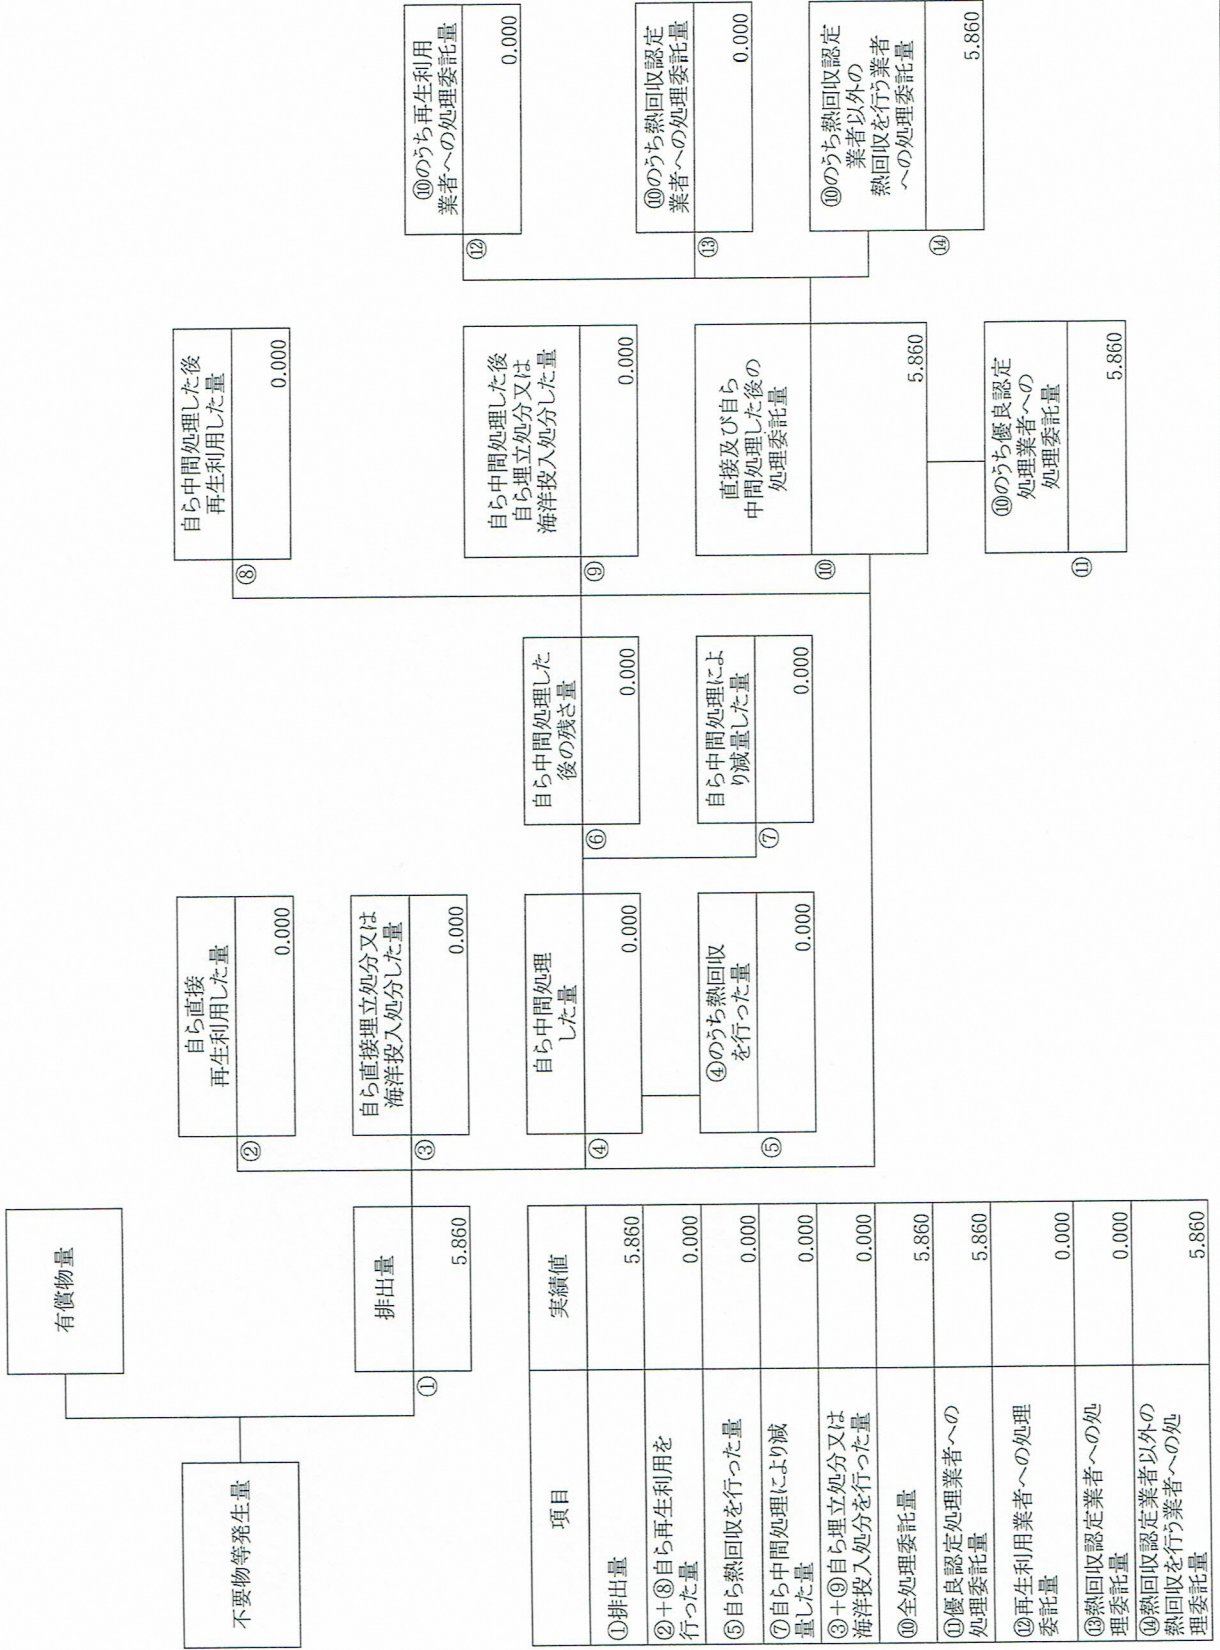 不要物等発生量
有償物量
排出量
①
5.860
自ら直接
再生利用した量
②
0.000
自ら直接埋立処分又は
海洋投入処分した量
③
0.000
自ら中間処理
した量
④
0.000
④のうち熱回収
を行った量
⑤
0.000
自ら中間処理した
後の残さ量
⑥
0.000
自ら中間処理によ
り減量した量
⑦
0.000
自ら中間処理した後
再生利用した量
⑧
0.000
自ら中間処理した後
自ら埋立処分又は
海洋投入処分した量
⑨
0.000
直接及び自ら
中間処理した後の
処理委託量
⑩
5.860
⑩のうち優良認定
処理業者への
処理委託量
⑪
5.860
⑩のうち再生利用
業者への処理委託量
⑫
0.000
⑩のうち熱回収認定
業者への処理委託量
⑬
0.000
⑩のうち熱回収認定
業者以外の
熱回収を行う業者
への処理委託量
⑭
5.860
項目 実績値
①排出量 5.860
②＋⑧自ら再生利用を
行った量 0.000
⑤自ら熱回収を行った量 0.000
⑦自ら中間処理により減
量した量 0.000
③＋⑨自ら埋立処分又は
海洋投入処分を行った量 0.000
⑩全処理委託量 5.860
⑪優良認定処理業者への
処理委託量 5.860
⑫再生利用業者への処理
委託量 0.000
⑬熱回収認定業者への処
理委託量 0.000
⑭熱回収認定業者以外の
熱回収を行う業者への処
理委託量 5.860